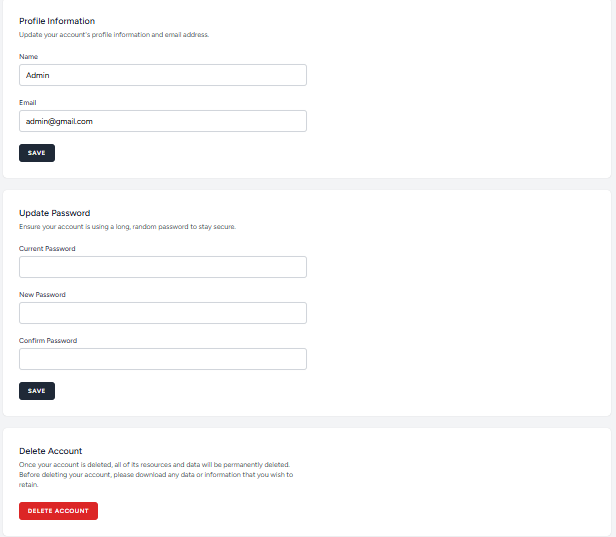 Profile Information
Update your account's profile information and email address.
Name
Admin
Email
admin@gmail.com
SAVE
Update Password
Ensure your account is using a long, random password to stay secure.
Current Password
New Password
Confirm Password
SAVE
Delete Account
Once your account is deleted, all of its resources and data will be permanently deleted.
Before deleting your account, please download any data or information that you wish to
retain.
DELETE ACCOUNT